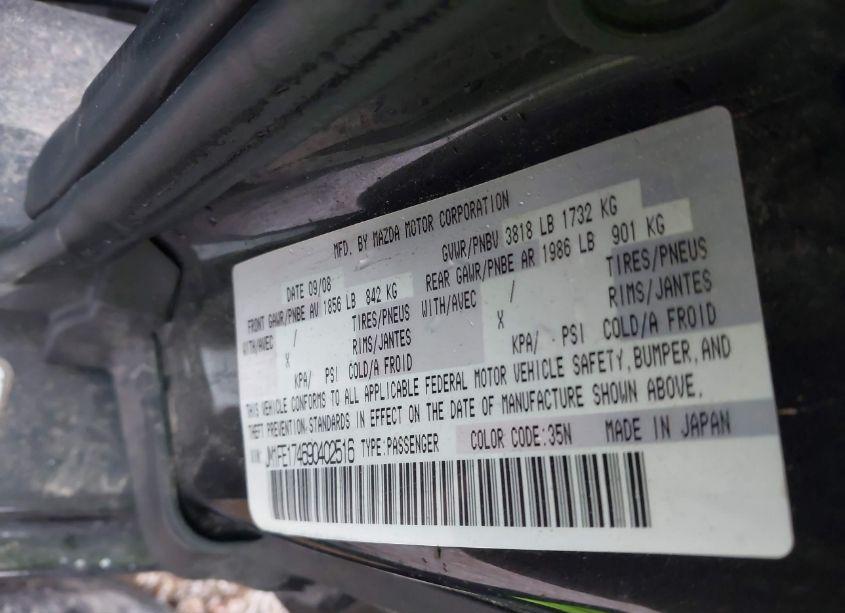 MFD. BY MAZDA MOTOR CORPORATION
DATE 09/08 GVWR/PNBV 3818 LB 1732 KG
FRONT GAWR/PNBE AV 1856 LB 842 KG REAR GAWR/PNBE AR 1986 LB 901 KG
WITH/AVEC / TIRES/PNEUS WITH/AVEC / TIRES/PNEUS
X RIMS/JANTES X RIMS/JANTES
KPA/ PSI COLD/A FROID KPA/ PSI COLD/A FROID
THIS VEHICLE CONFORMS TO ALL APPLICABLE FEDERAL MOTOR VEHICLE SAFETY,BUMPER,AND
THEFT PREVENTION STANDARDS IN EFFECT ON THE DATE OF MANUFACTURE SHOWN ABOVE.
V.I.N.: JM1FE174690402516 TYPE:PASSENGER COLOR CODE:35N MADE IN JAPAN